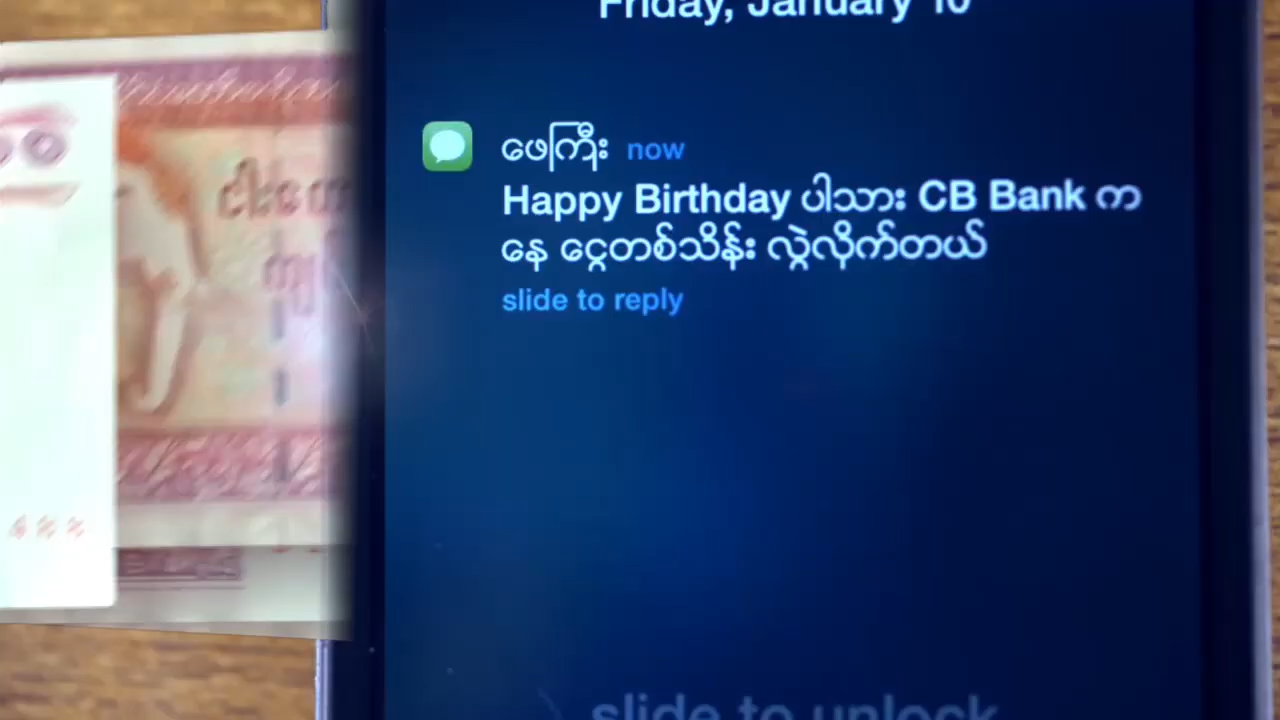 Friday, January 10
ဖေကြီး now
Happy Birthday ပါသား CB Bank က
နေ ငွေတစ်သိန်း လွှဲလိုက်တယ်
slide to reply
slide to unlock